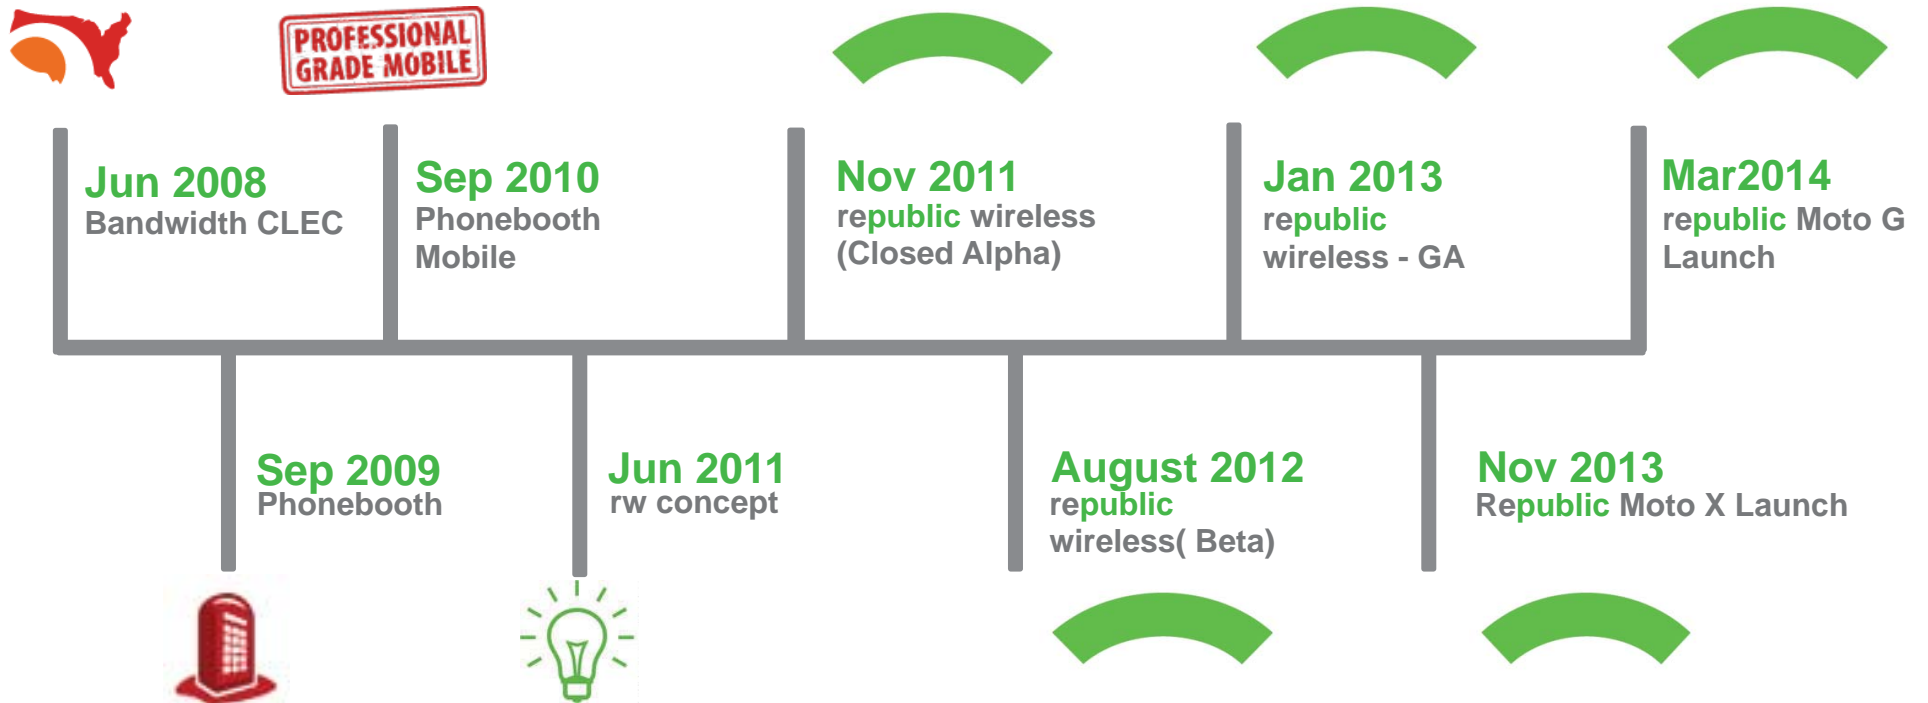 PROFESSIONAL
GRADE MOBILE
Jun 2008
Bandwidth CLEC
Sep 2010
Phonebooth
Mobile
Nov 2011
republic wireless
(Closed Alpha)
Jan 2013
republic
wireless - GA
Mar2014
republic Moto G
Launch
Sep 2009
Phonebooth
Jun 2011
rw concept
August 2012
republic
wireless( Beta)
Nov 2013
Republic Moto X Launch